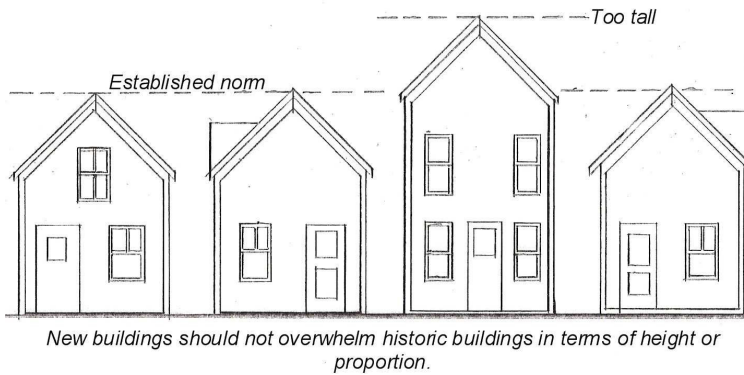 Too tall
Established norm
New buildings should not overwhelm historic buildings in terms of height or
proportion.